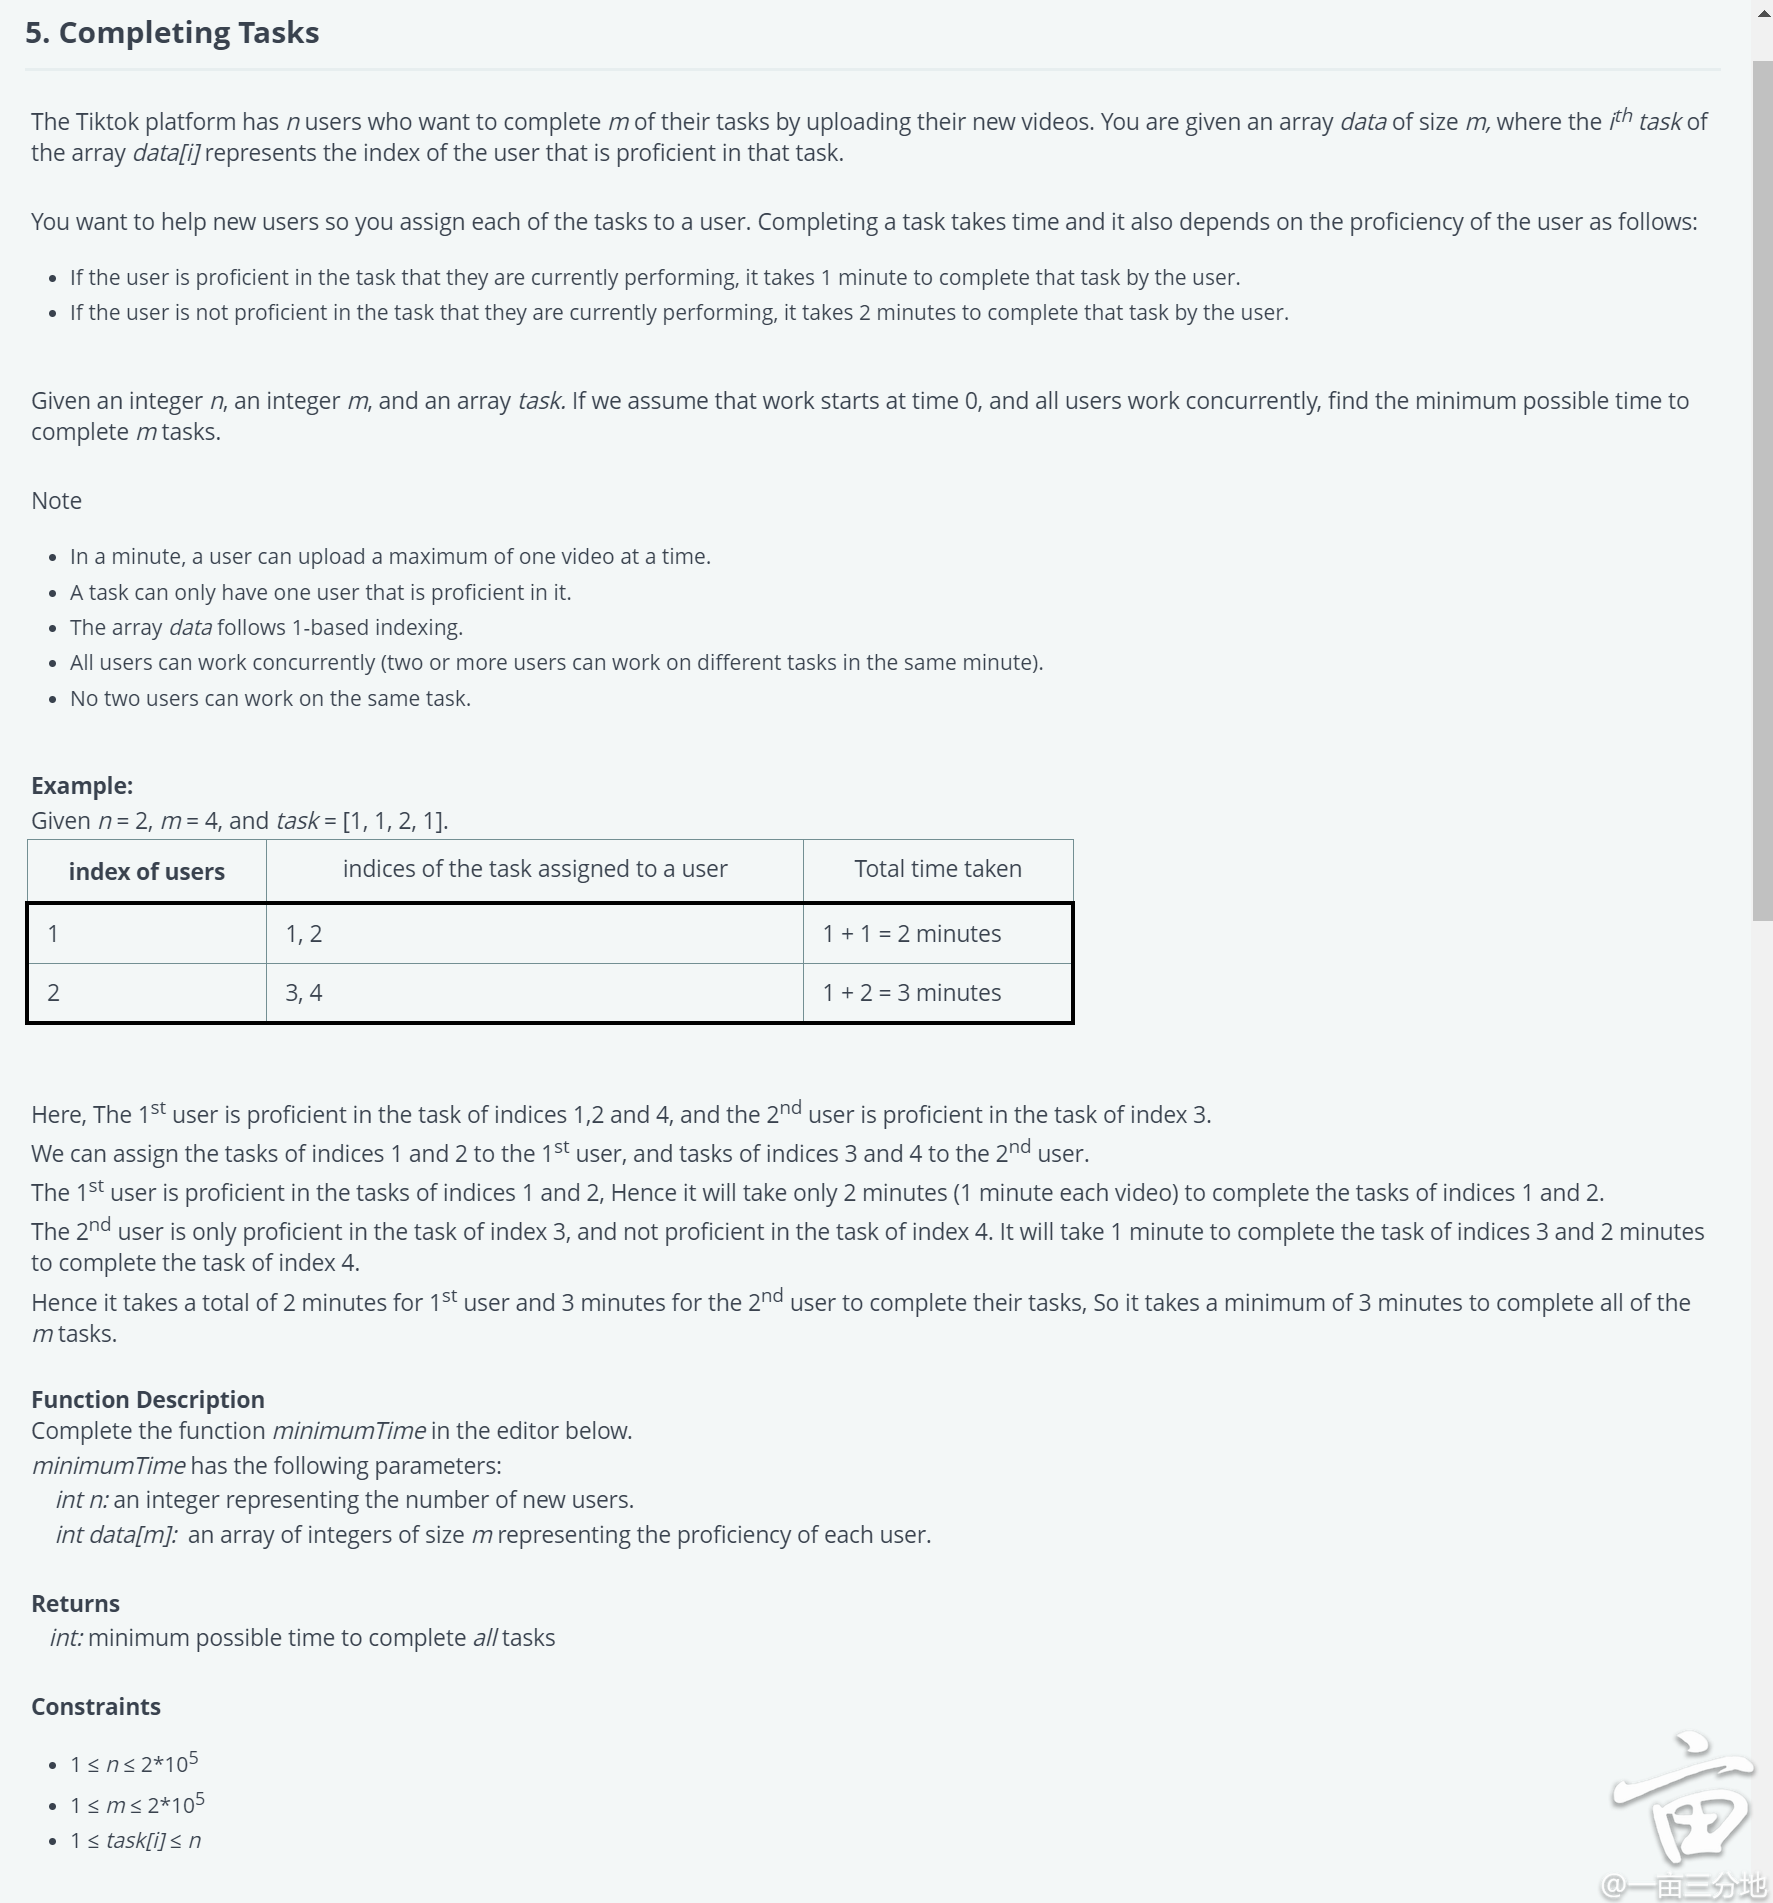 5. Completing Tasks
The Tiktok platform has n users who want to complete m of their tasks by uploading their new videos. You are given an array data of size m, where the ith task of
the array data[i] represents the index of the user that is proficient in that task.
You want to help new users so you assign each of the tasks to a user. Completing a task takes time and it also depends on the proficiency of the user as follows:
• If the user is proficient in the task that they are currently performing, it takes 1 minute to complete that task by the user.
• If the user is not proficient in the task that they are currently performing, it takes 2 minutes to complete that task by the user.
Given an integer n, an integer m, and an array task. If we assume that work starts at time 0, and all users work concurrently, find the minimum possible time to
complete m tasks.
Note
• In a minute, a user can upload a maximum of one video at a time.
• A task can only have one user that is proficient in it.
• The array data follows 1-based indexing.
• All users can work concurrently (two or more users can work on different tasks in the same minute).
• No two users can work on the same task.
Example:
Given n = 2, m = 4, and task = [1, 1, 2, 1].
index of users indices of the task assigned to a user Total time taken
1 1, 2 1 + 1 = 2 minutes
2 3, 4 1 + 2 = 3 minutes
Here, The 1st user is proficient in the task of indices 1,2 and 4, and the 2nd user is proficient in the task of index 3.
We can assign the tasks of indices 1 and 2 to the 1st user, and tasks of indices 3 and 4 to the 2nd user.
The 1st user is proficient in the tasks of indices 1 and 2, Hence it will take only 2 minutes (1 minute each video) to complete the tasks of indices 1 and 2.
The 2nd user is only proficient in the task of index 3, and not proficient in the task of index 4. It will take 1 minute to complete the task of indices 3 and 2 minutes
to complete the task of index 4.
Hence it takes a total of 2 minutes for 1st user and 3 minutes for the 2nd user to complete their tasks, So it takes a minimum of 3 minutes to complete all of the
m tasks.
Function Description
Complete the function minimumTime in the editor below.
minimumTime has the following parameters:
int n: an integer representing the number of new users.
int data[m]: an array of integers of size m representing the proficiency of each user.
Returns
int: minimum possible time to complete all tasks
Constraints
• 1 ≤ n ≤ 2*10^5
• 1 ≤ m ≤ 2*10^5
• 1 ≤ task[i] ≤ n
亩
@一亩三分地